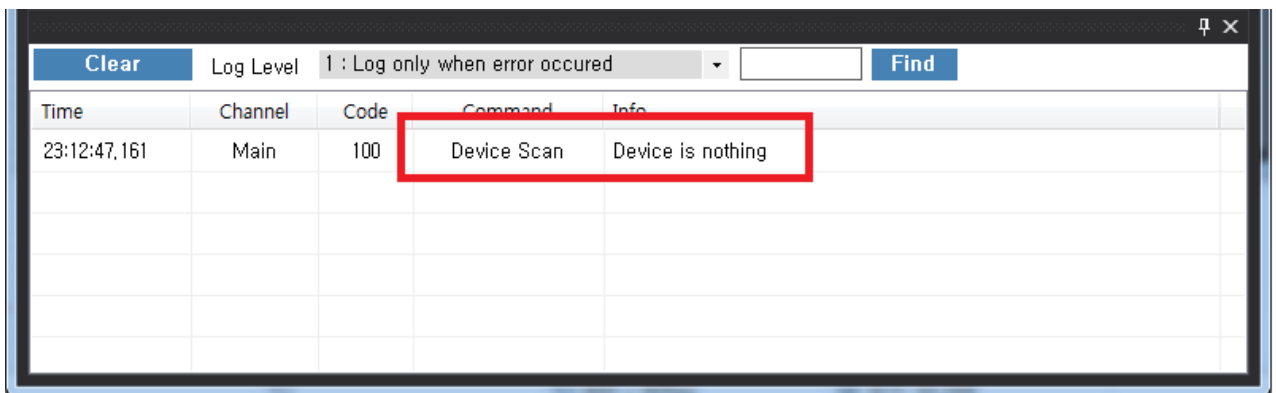 Clear Log Level 1 : Log only when error occured Find
Time Channel Code Command Info
23:12:47,161 Main 100 Device Scan Device is nothing